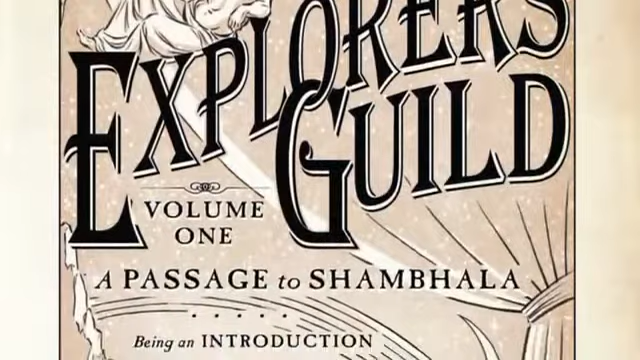 EXPLORERS
GUILD
VOLUME
ONE
A PASSAGE to SHAMBHALA
Being an INTRODUCTION